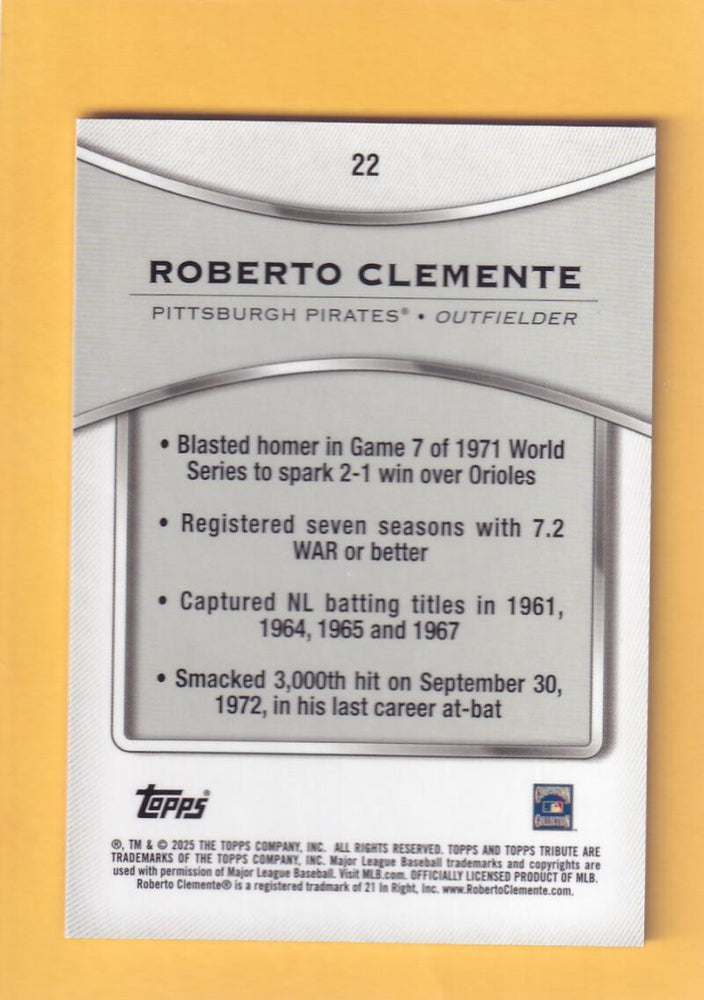 22
ROBERTO CLEMENTE
PITTSBURGH PIRATES® • OUTFIELDER
• Blasted homer in Game 7 of 1971 World
Series to spark 2-1 win over Orioles
• Registered seven seasons with 7.2
WAR or better
• Captured NL batting titles in 1961,
1964, 1965 and 1967
• Smacked 3,000th hit on September 30,
1972, in his last career at-bat
Topps®
COOPERSTOWN
COLLECTION
®, TM & © 2025 THE TOPPS COMPANY, INC. ALL RIGHTS RESERVED. TOPPS AND TOPPS TRIBUTE ARE
TRADEMARKS OF THE TOPPS COMPANY, INC. Major League Baseball trademarks and copyrights are
used with permission of Major League Baseball. Visit MLB.com. OFFICIALLY LICENSED PRODUCT OF MLB.
Roberto Clemente® is a registered trademark of 21 In Right, Inc. www.RobertoClemente.com.